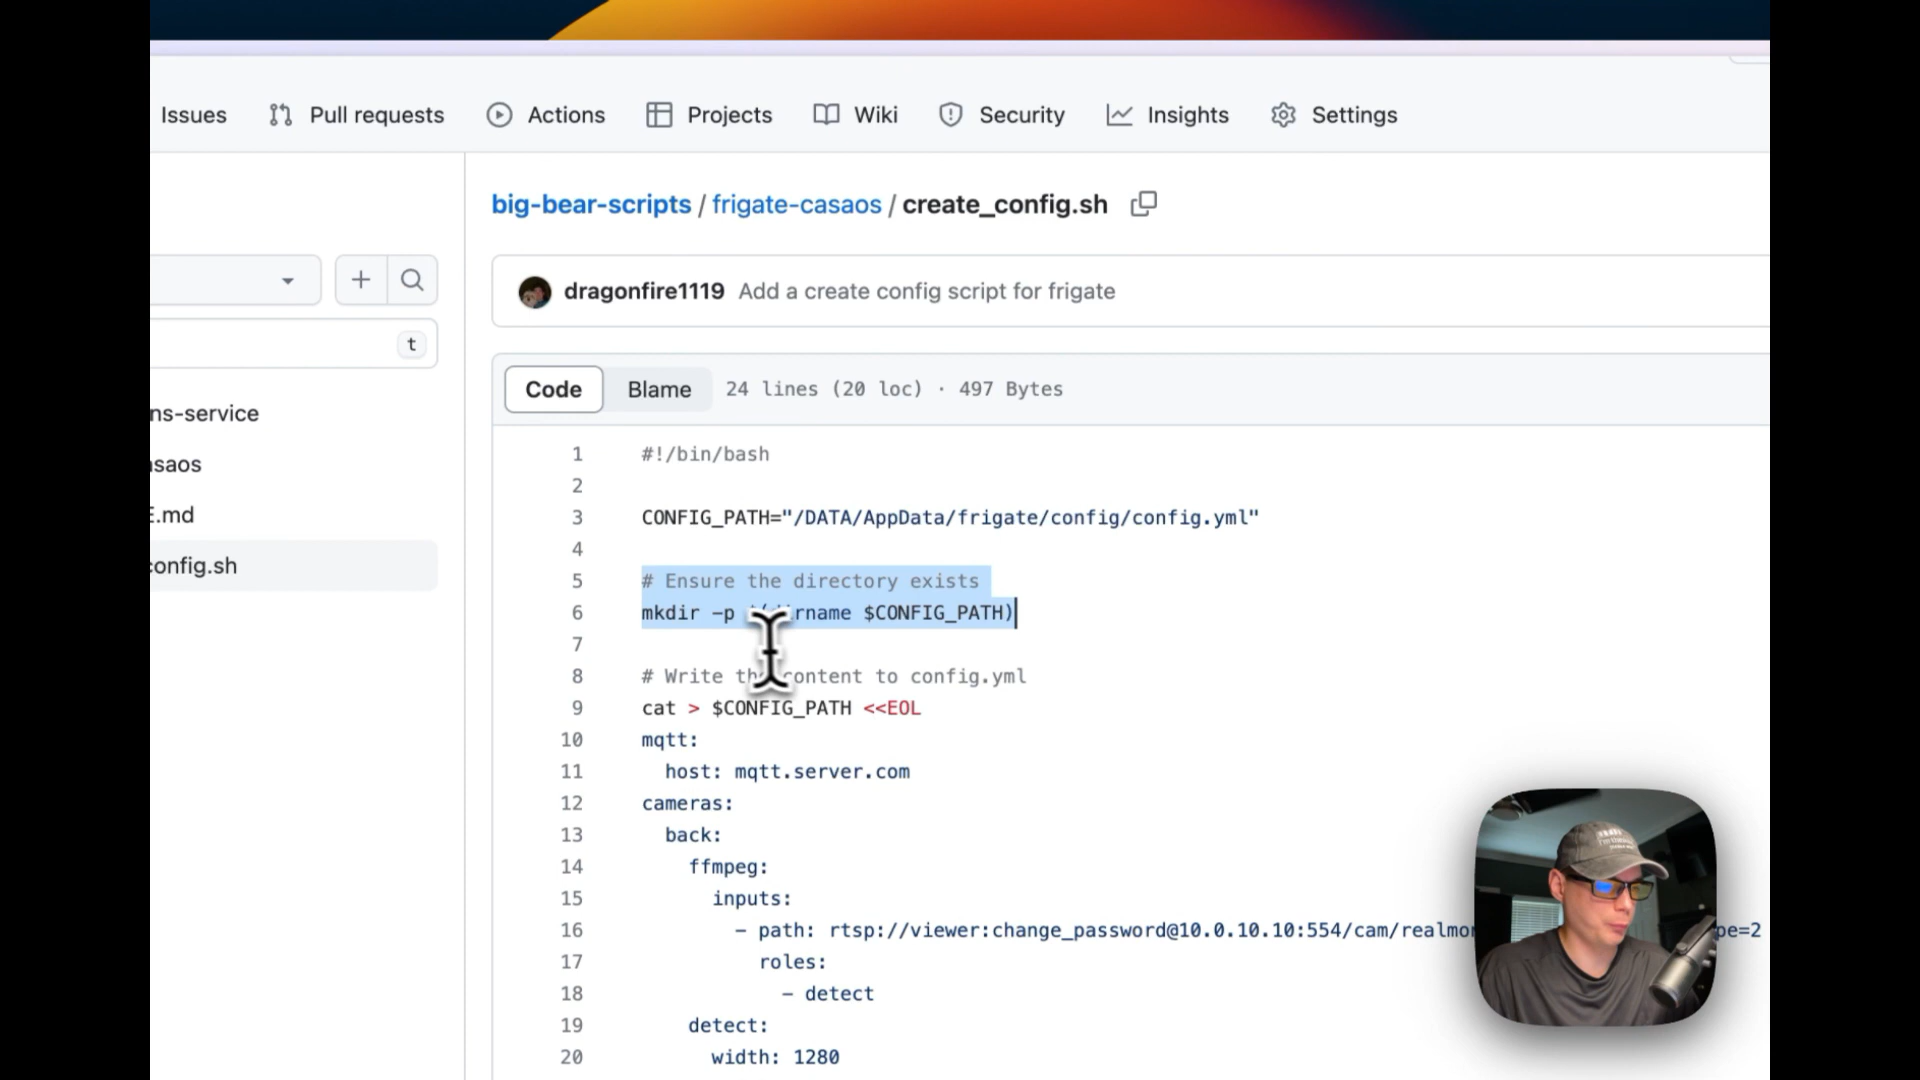 Issues Pull requests Actions Projects Wiki Security Insights Settings
big-bear-scripts / frigate-casaos / create_config.sh
t
dragonfire1119 Add a create config script for frigate
Code Blame 24 lines (20 loc) · 497 Bytes
ns-service
saos
E.md
config.sh
1 #!/bin/bash
2
3 CONFIG_PATH="/DATA/AppData/frigate/config/config.yml"
4
5 # Ensure the directory exists
6 mkdir -p $(dirname $CONFIG_PATH)
7
8 # Write the content to config.yml
9 cat > $CONFIG_PATH <<EOL
10 mqtt:
11 host: mqtt.server.com
12 cameras:
13 back:
14 ffmpeg:
15 inputs:
16 - path: rtsp://viewer:change_password@10.0.10.10:554/cam/realmon pe=2
17 roles:
18 - detect
19 detect:
20 width: 1280